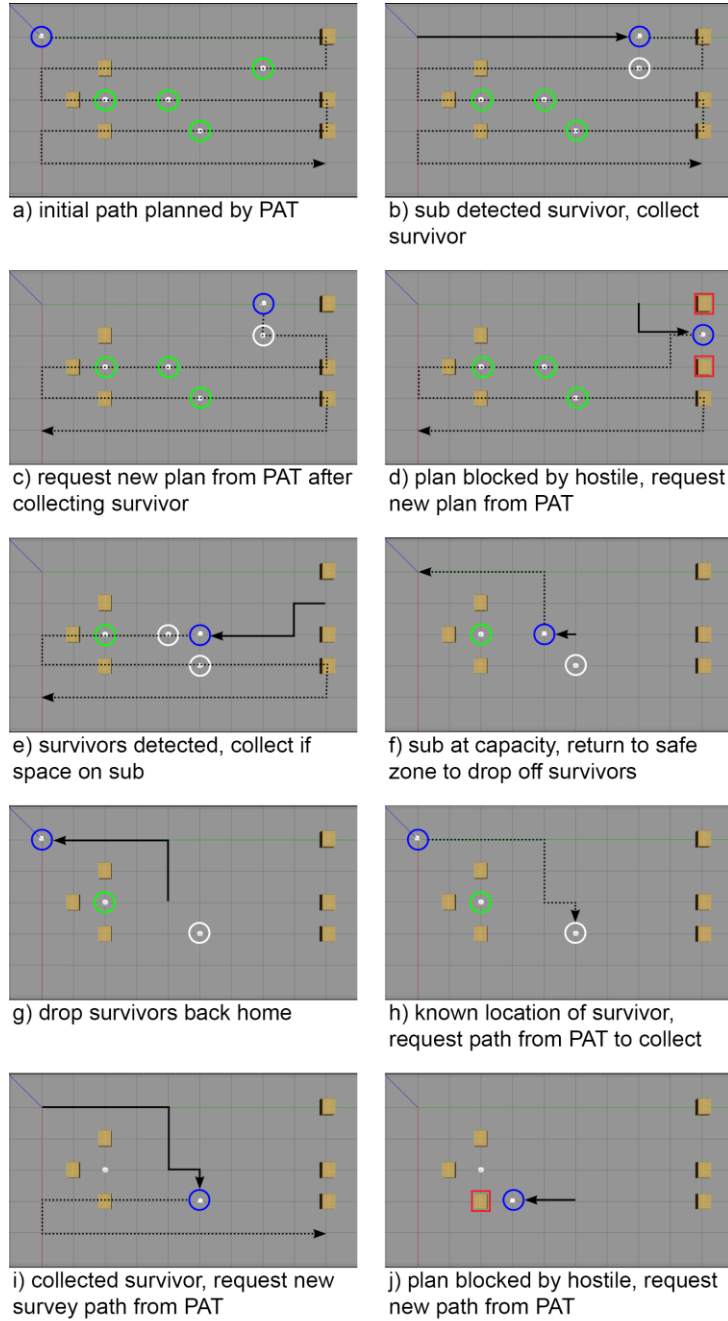 a) initial path planned by PAT
b) sub detected survivor, collect
survivor
c) request new plan from PAT after
collecting survivor
d) plan blocked by hostile, request
new plan from PAT
e) survivors detected, collect if
space on sub
f) sub at capacity, return to safe
zone to drop off survivors
g) drop survivors back home
h) known location of survivor,
request path from PAT to collect
i) collected survivor, request new
survey path from PAT
j) plan blocked by hostile, request
new path from PAT